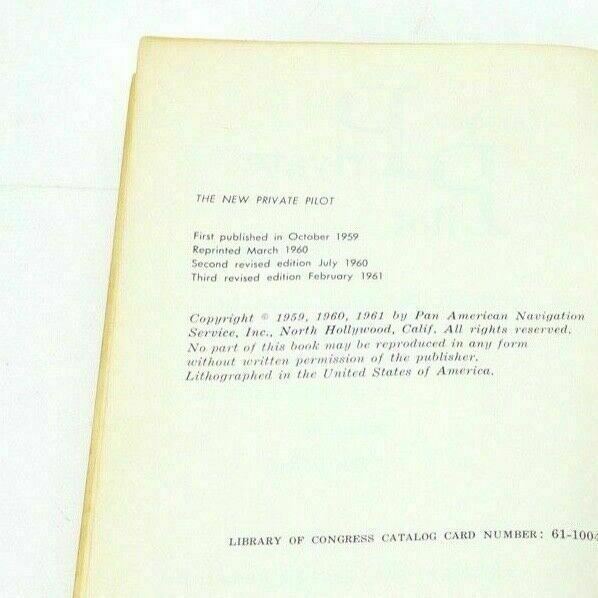 THE NEW PRIVATE PILOT
First published in October 1959
Reprinted March 1960
Second revised edition July 1960
Third revised edition February 1961
Copyright © 1959, 1960, 1961 by Pan American Navigation
Service, Inc., North Hollywood, Calif. All rights reserved.
No part of this book may be reproduced in any form
without written permission of the publisher.
Lithographed in the United States of America.
LIBRARY OF CONGRESS CATALOG CARD NUMBER: